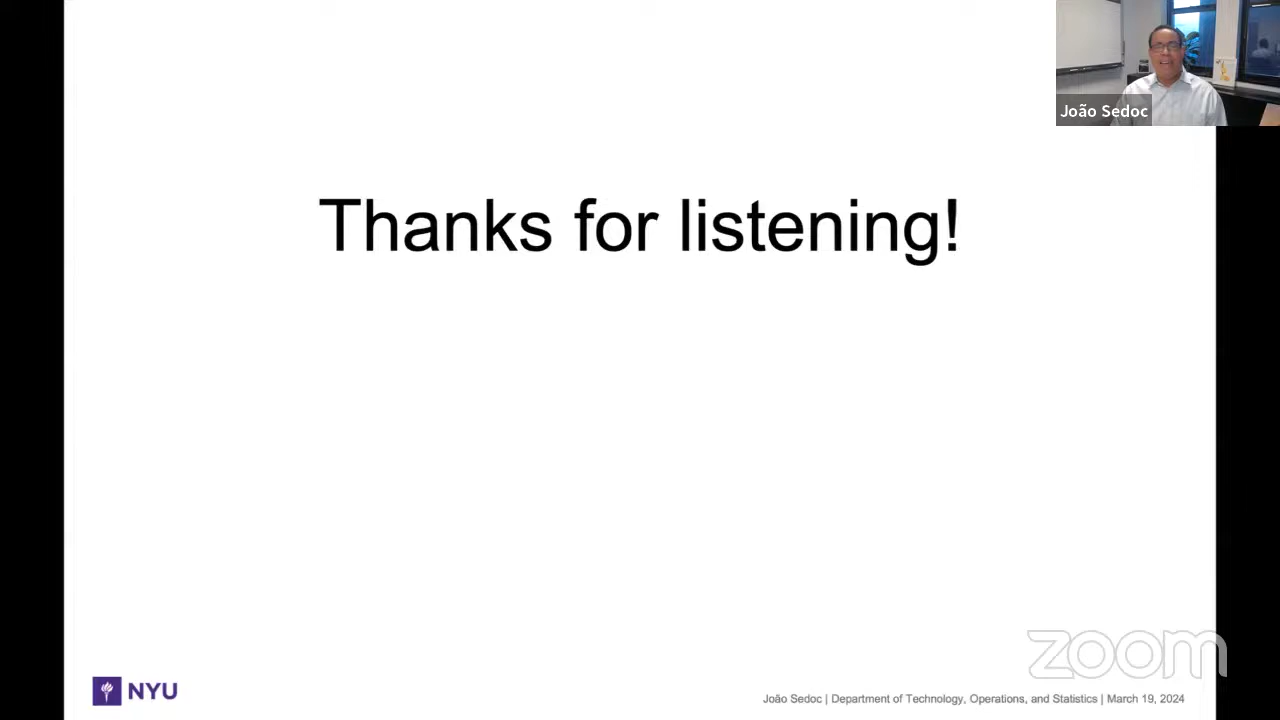 João Sedoc
Thanks for listening!
zoom
NYU
João Sedoc | Department of Technology, Operations, and Statistics | March 19, 2024